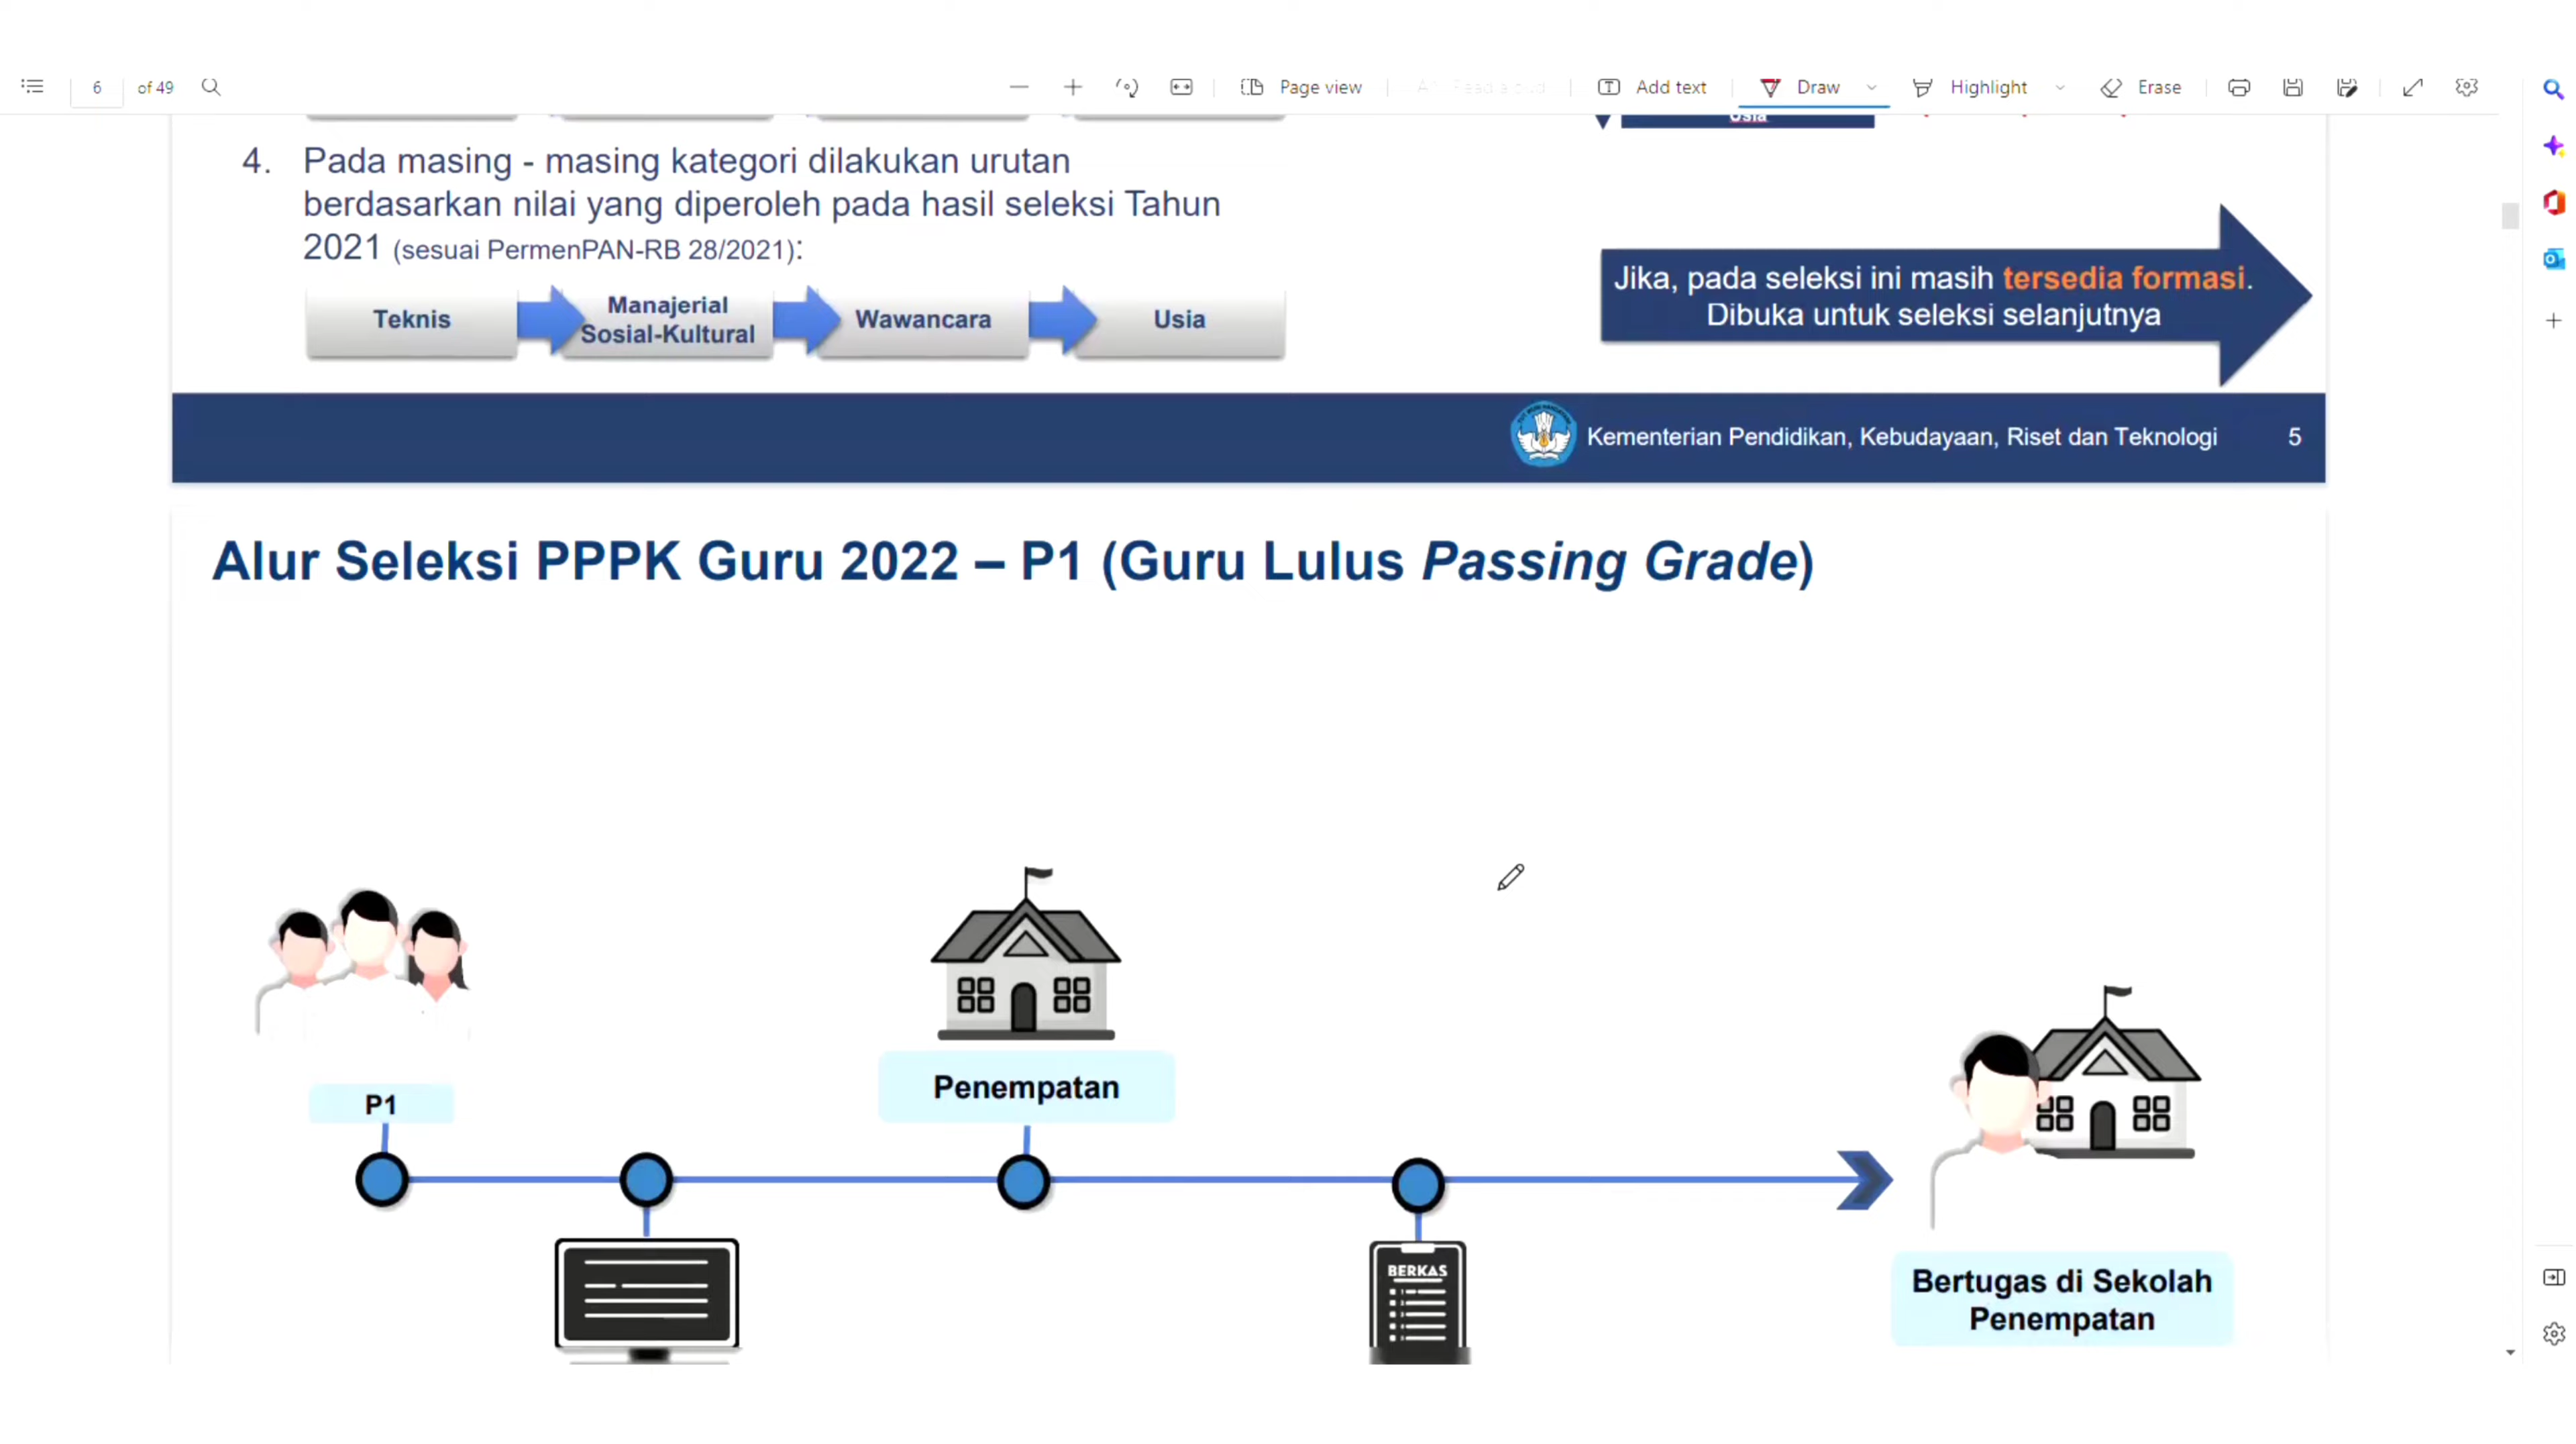 6 of 49 Page view Add text Draw Highlight Erase
Usia
4. Pada masing - masing kategori dilakukan urutan
berdasarkan nilai yang diperoleh pada hasil seleksi Tahun
2021 (sesuai PermenPAN-RB 28/2021):
Teknis
Manajerial
Sosial-Kultural
Wawancara
Usia
Jika, pada seleksi ini masih tersedia formasi.
Dibuka untuk seleksi selanjutnya
Kementerian Pendidikan, Kebudayaan, Riset dan Teknologi 5
Alur Seleksi PPPK Guru 2022 – P1 (Guru Lulus Passing Grade)
P1
Penempatan
BERKAS
Bertugas di Sekolah
Penempatan